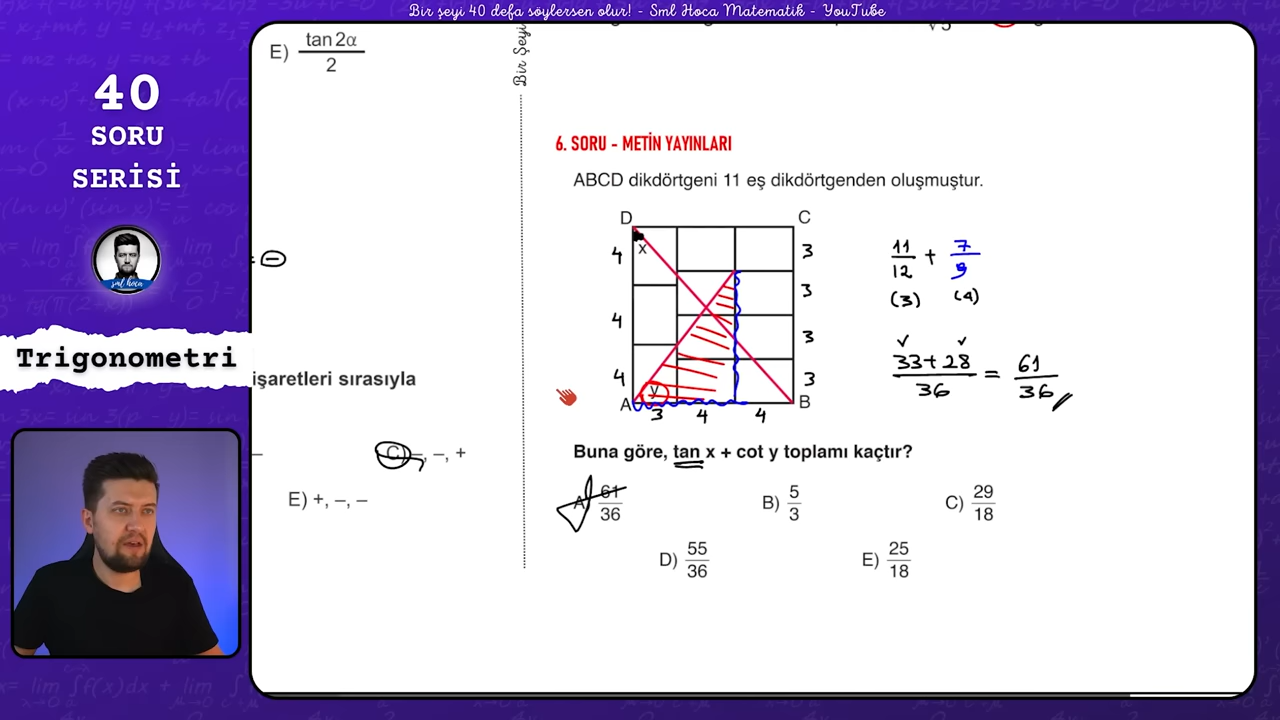 Bir şeyi 40 defa söylersen olur! - Sml Hoca Matematik - YouTube
40
SORU
SERİSİ
sml hoca
Trigonometri
E) tan2α / 2
Bir Şeyi
= –
işaretleri sırasıyla
C) –, –, +
E) +, –, –
6. SORU - METİN YAYINLARI
ABCD dikdörtgeni 11 eş dikdörtgenden oluşmuştur.
D C
4 x 3
4 3
3
4 y 3
A B
3 4 4
11/12 + 7/9
(3) (4)
33+28 / 36 = 61/36
Buna göre, tan x + cot y toplamı kaçtır?
A) 61/36 B) 5/3 C) 29/18
D) 55/36 E) 25/18